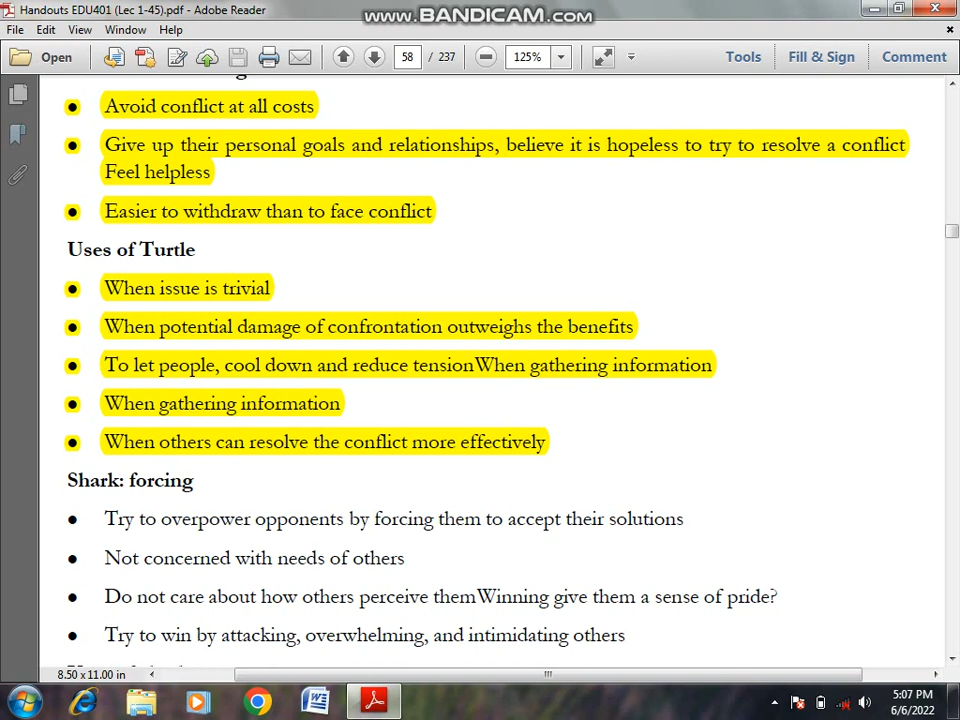 Handouts EDU401 (Lec 1-45).pdf - Adobe Reader
www.BANDICAM.com
File Edit View Window Help
Open 58 / 237 125% Tools Fill & Sign Comment
Avoid conflict at all costs
Give up their personal goals and relationships, believe it is hopeless to try to resolve a conflict
Feel helpless
Easier to withdraw than to face conflict
Uses of Turtle
When issue is trivial
When potential damage of confrontation outweighs the benefits
To let people, cool down and reduce tensionWhen gathering information
When gathering information
When others can resolve the conflict more effectively
Shark: forcing
Try to overpower opponents by forcing them to accept their solutions
Not concerned with needs of others
Do not care about how others perceive themWinning give them a sense of pride?
Try to win by attacking, overwhelming, and intimidating others
8.50 x 11.00 in
5:07 PM
6/6/2022